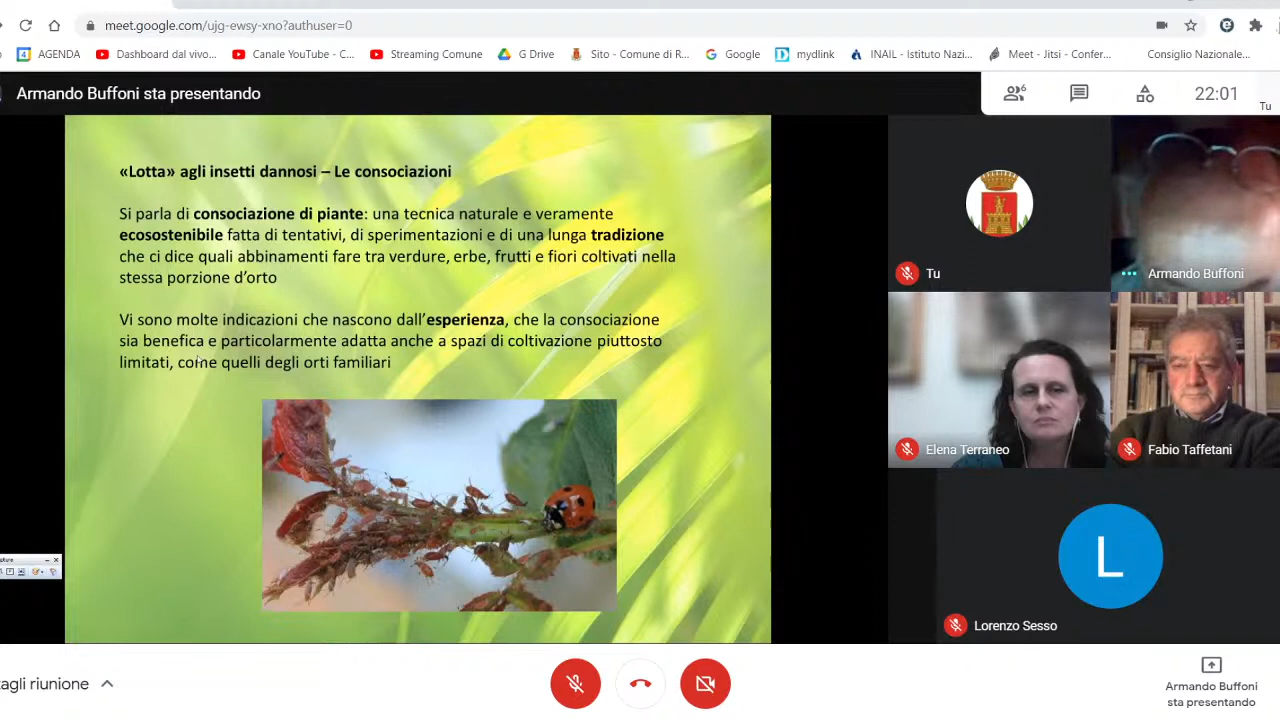 meet.google.com/ujg-ewsy-xno?authuser=0
AGENDA
Dashboard dal vivo...
Canale YouTube - C...
Streaming Comune
G Drive
Sito - Comune di R...
Google
mydlink
INAIL - Istituto Nazi...
Meet - Jitsi - Confer...
Consiglio Nazionale...
Armando Buffoni sta presentando
6
22:01
Tu
«Lotta» agli insetti dannosi – Le consociazioni
Si parla di consociazione di piante: una tecnica naturale e veramente
ecosostenibile fatta di tentativi, di sperimentazioni e di una lunga tradizione
che ci dice quali abbinamenti fare tra verdure, erbe, frutti e fiori coltivati nella
stessa porzione d’orto
Vi sono molte indicazioni che nascono dall’esperienza, che la consociazione
sia benefica e particolarmente adatta anche a spazi di coltivazione piuttosto
limitati, come quelli degli orti familiari
Tu
Armando Buffoni
Elena Terraneo
Fabio Taffetani
L
Lorenzo Sesso
tagli riunione
Armando Buffoni
sta presentando